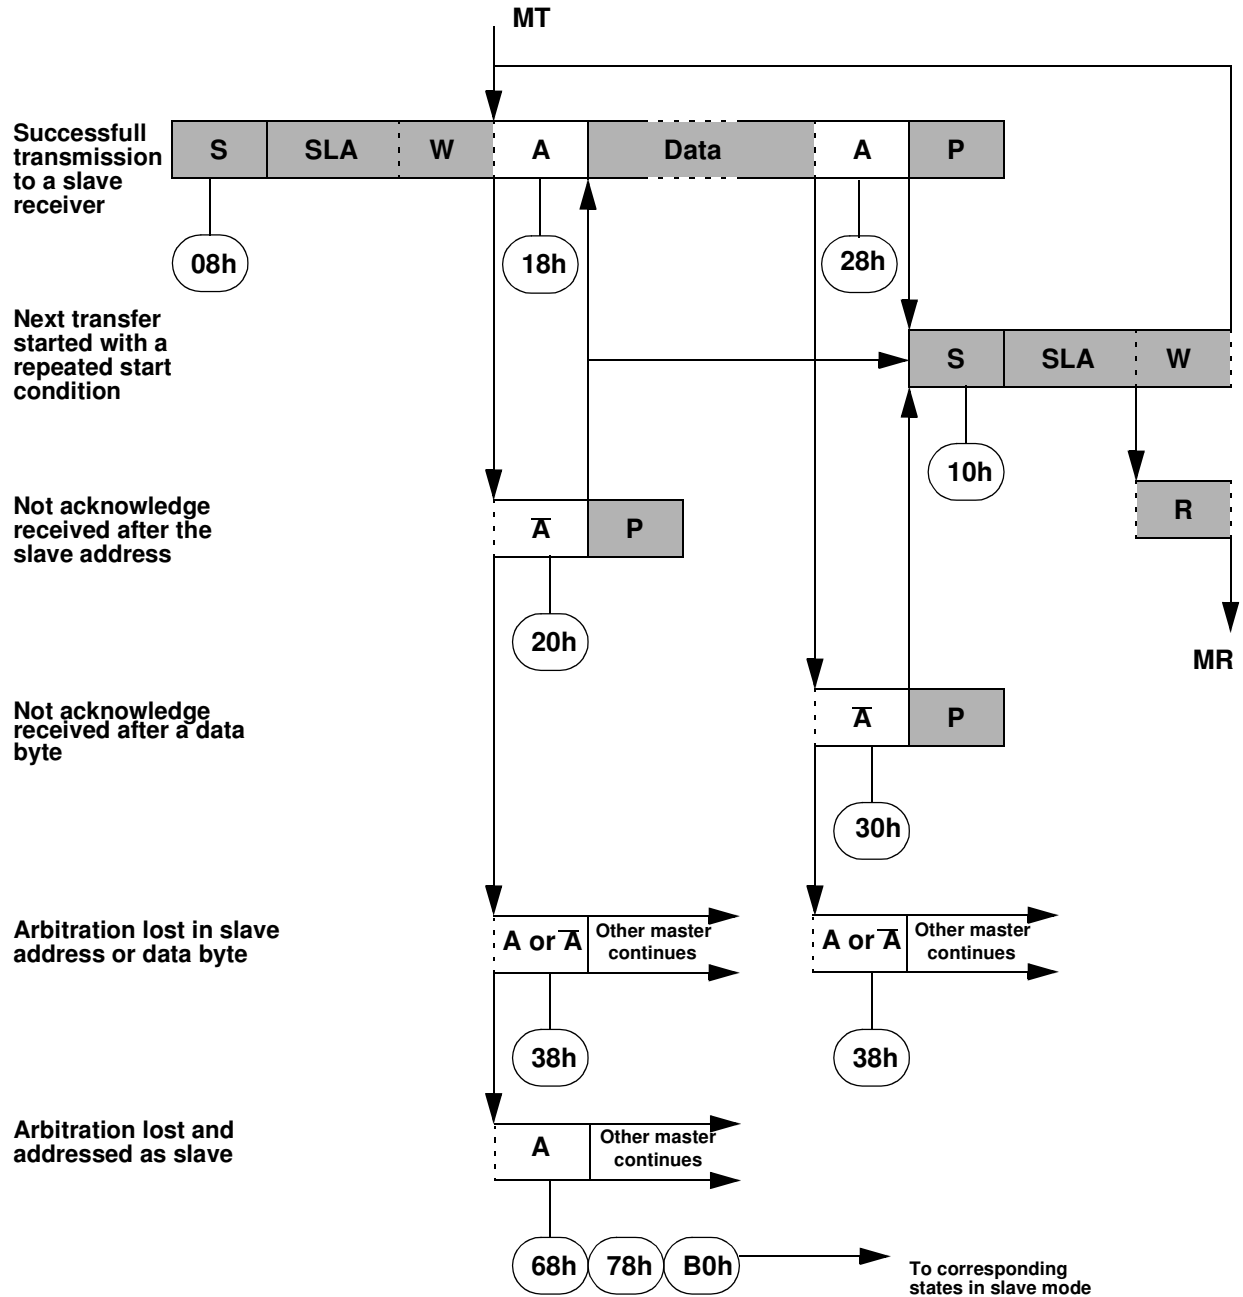 MT
Successfull
transmission
to a slave
receiver
S SLA W A Data A P
08h 18h 28h
Next transfer
started with a
repeated start
condition
S SLA W
10h
Not acknowledge
received after the
slave address
A̅ P
R
20h
MR
Not acknowledge
received after a data
byte
A̅ P
30h
Arbitration lost in slave
address or data byte
A or A̅
Other master
continues
A or A̅
Other master
continues
38h 38h
Arbitration lost and
addressed as slave
A
Other master
continues
68h 78h B0h
To corresponding
states in slave mode